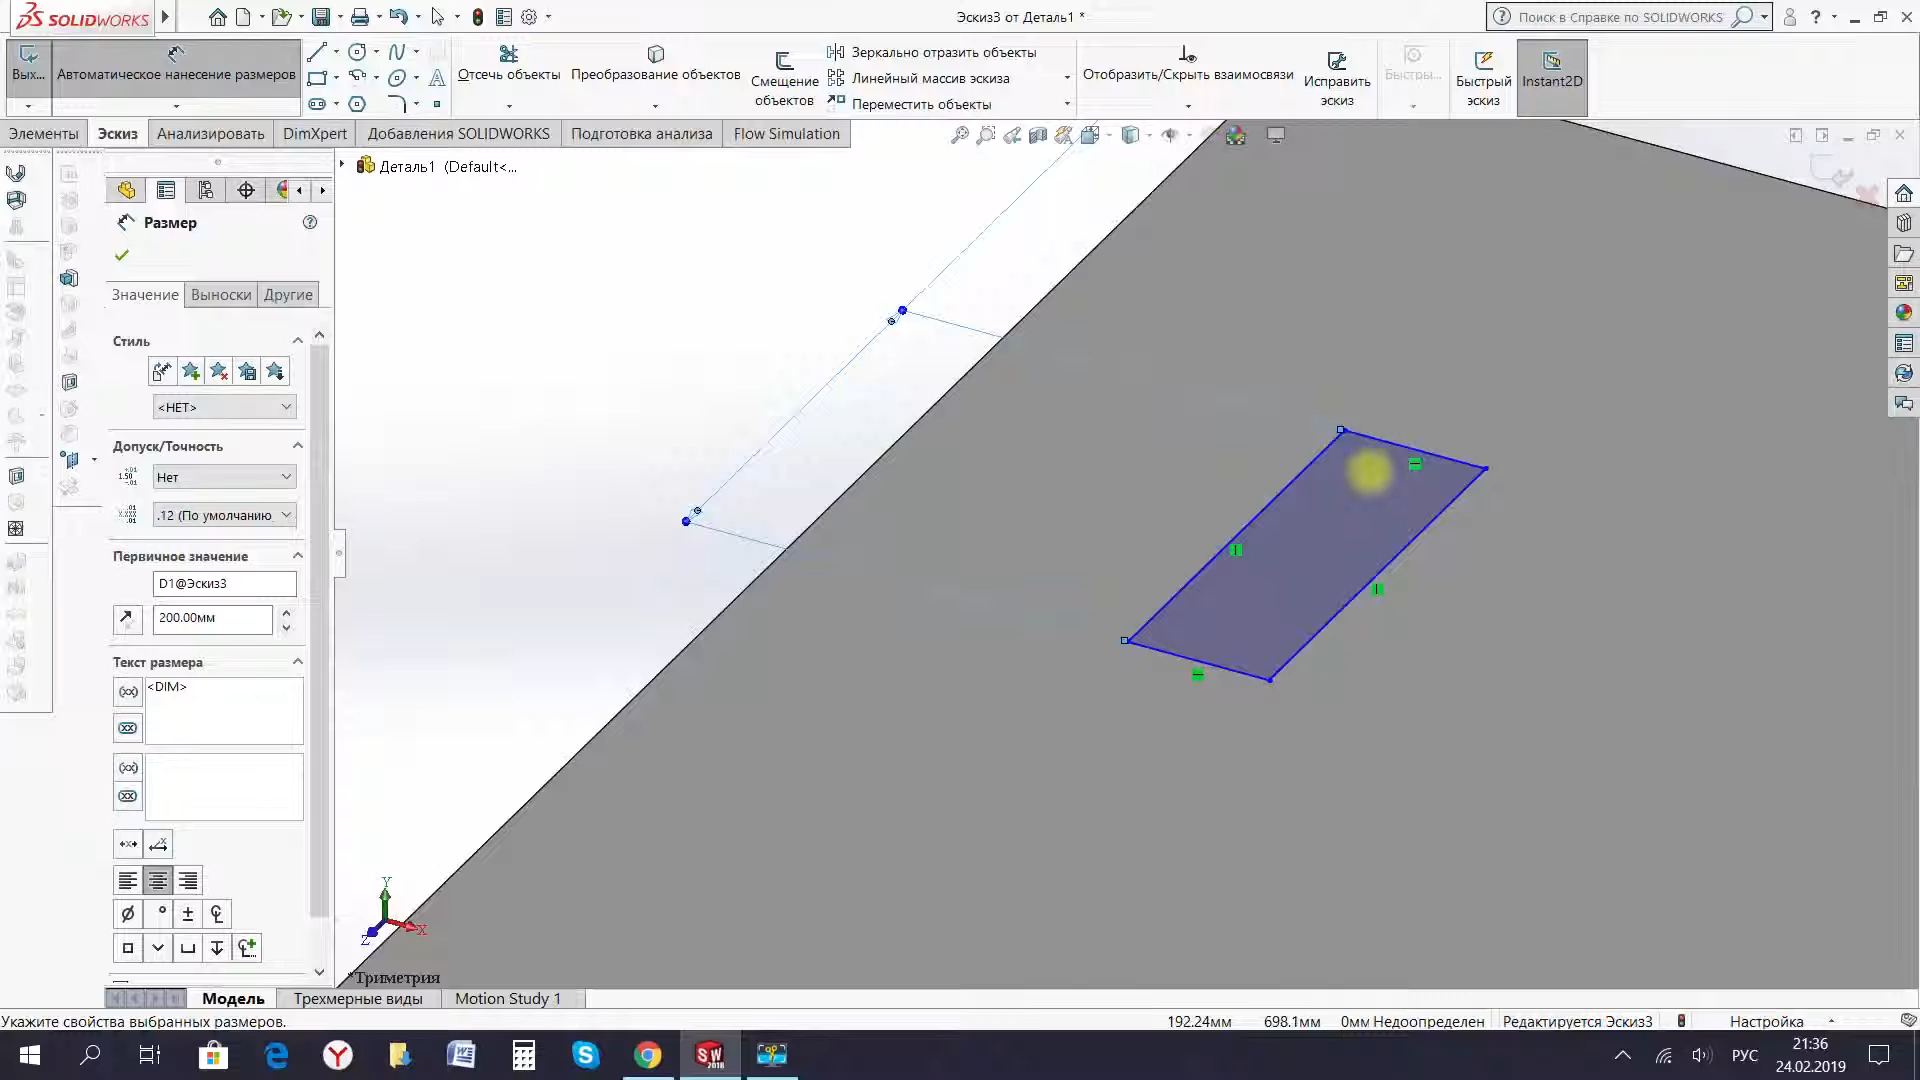 SOLIDWORKS
Эскиз3 от Деталь1 *
Поиск в Справке по SOLIDWORKS
?
Вых...
Автоматическое нанесение размеров
Отсечь объекты
Преобразование объектов
Смещение
объектов
Зеркально отразить объекты
Линейный массив эскиза
Переместить объекты
Отобразить/Скрыть взаимосвязи
Исправить
эскиз
Быстры...
Быстрый
эскиз
Instant2D
Элементы
Эскиз
Анализировать
DimXpert
Добавления SOLIDWORKS
Подготовка анализа
Flow Simulation
Деталь1 (Default<...
Размер
Значение
Выноски
Другие
Стиль
<НЕТ>
Допуск/Точность
Нет
.12 (По умолчанию
Первичное значение
D1@Эскиз3
200.00мм
Текст размера
<DIM>
Y
X
Z
*Триметрия
Модель
Трехмерные виды
Motion Study 1
Укажите свойства выбранных размеров.
192.24мм
698.1мм
0мм Недоопределен
Редактируется Эскиз3
Настройка
РУС
21:36
24.02.2019